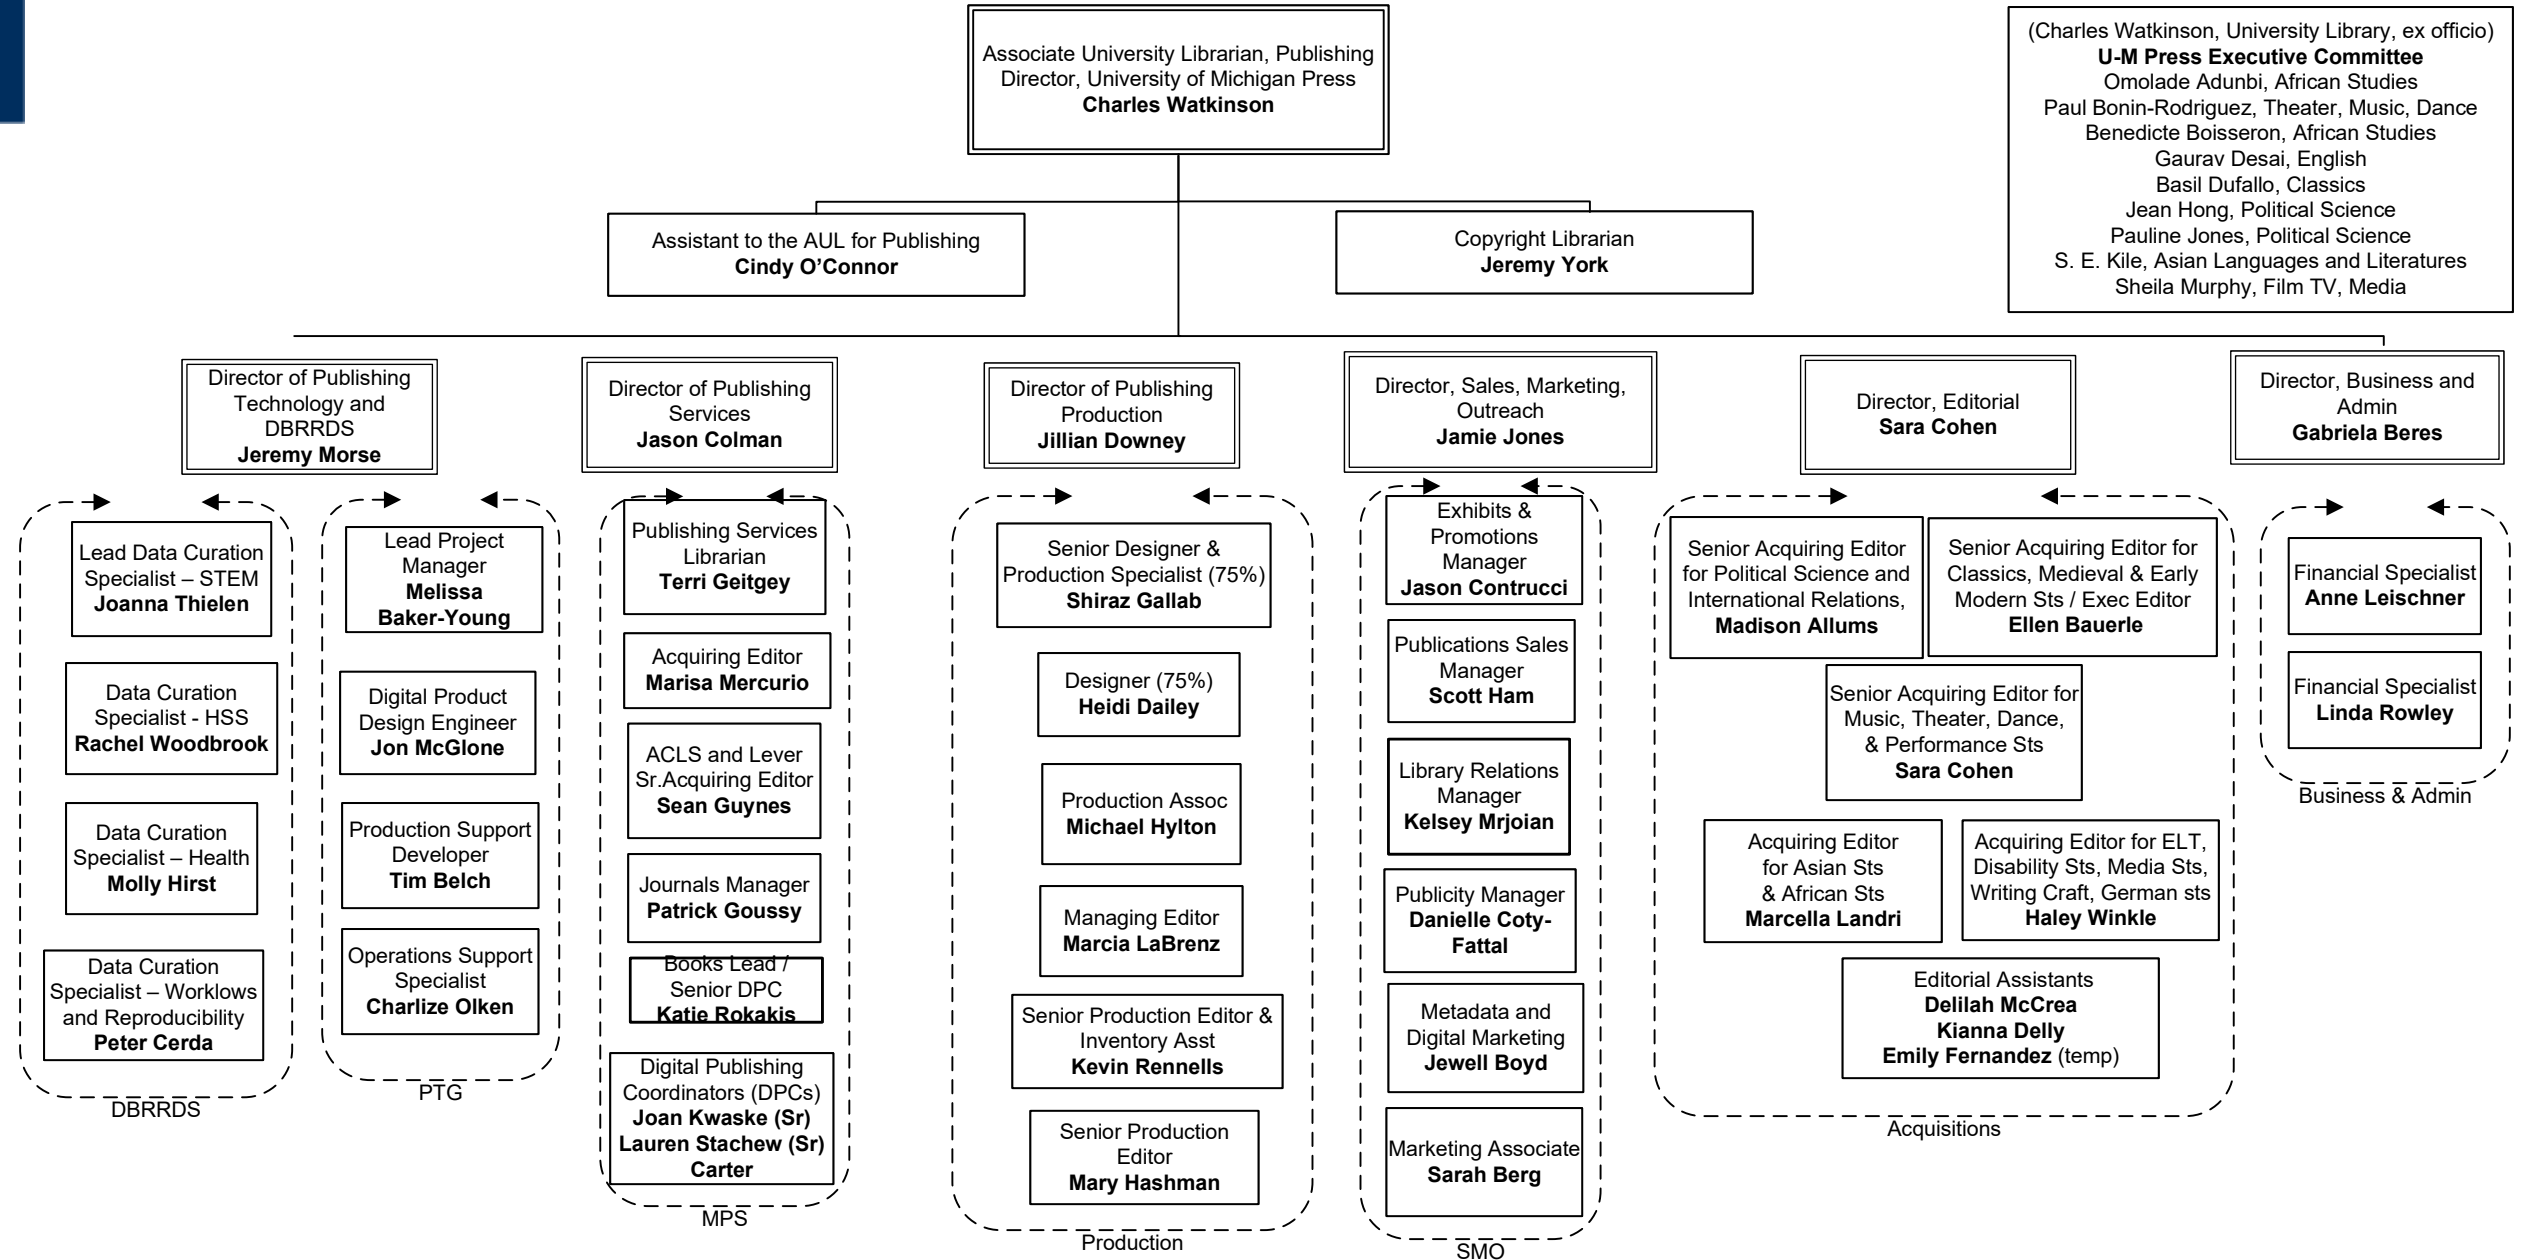 Associate University Librarian, Publishing
Director, University of Michigan Press
Charles Watkinson
(Charles Watkinson, University Library, ex officio)
U-M Press Executive Committee
Omolade Adunbi, African Studies
Paul Bonin-Rodriguez, Theater, Music, Dance
Benedicte Boisseron, African Studies
Gaurav Desai, English
Basil Dufallo, Classics
Jean Hong, Political Science
Pauline Jones, Political Science
S. E. Kile, Asian Languages and Literatures
Sheila Murphy, Film TV, Media
Assistant to the AUL for Publishing
Cindy O’Connor
Copyright Librarian
Jeremy York
Director of Publishing
Technology and
DBRRDS
Jeremy Morse
Director of Publishing
Services
Jason Colman
Director of Publishing
Production
Jillian Downey
Director, Sales, Marketing,
Outreach
Jamie Jones
Director, Editorial
Sara Cohen
Director, Business and
Admin
Gabriela Beres
Lead Data Curation
Specialist – STEM
Joanna Thielen
Data Curation
Specialist - HSS
Rachel Woodbrook
Data Curation
Specialist – Health
Molly Hirst
Data Curation
Specialist – Worklows
and Reproducibility
Peter Cerda
DBRRDS
Lead Project
Manager
Melissa
Baker-Young
Digital Product
Design Engineer
Jon McGlone
Production Support
Developer
Tim Belch
Operations Support
Specialist
Charlize Olken
PTG
Publishing Services
Librarian
Terri Geitgey
Acquiring Editor
Marisa Mercurio
ACLS and Lever
Sr.Acquiring Editor
Sean Guynes
Journals Manager
Patrick Goussy
Books Lead /
Senior DPC
Katie Rokakis
Digital Publishing
Coordinators (DPCs)
Joan Kwaske (Sr)
Lauren Stachew (Sr)
Carter
MPS
Senior Designer &
Production Specialist (75%)
Shiraz Gallab
Designer (75%)
Heidi Dailey
Production Assoc
Michael Hylton
Managing Editor
Marcia LaBrenz
Senior Production Editor &
Inventory Asst
Kevin Rennells
Senior Production
Editor
Mary Hashman
Production
Exhibits &
Promotions
Manager
Jason Contrucci
Publications Sales
Manager
Scott Ham
Library Relations
Manager
Kelsey Mrjoian
Publicity Manager
Danielle Coty-
Fattal
Metadata and
Digital Marketing
Jewell Boyd
Marketing Associate
Sarah Berg
SMO
Senior Acquiring Editor
for Political Science and
International Relations,
Madison Allums
Senior Acquiring Editor for
Classics, Medieval & Early
Modern Sts / Exec Editor
Ellen Bauerle
Senior Acquiring Editor for
Music, Theater, Dance,
& Performance Sts
Sara Cohen
Acquiring Editor
for Asian Sts
& African Sts
Marcella Landri
Acquiring Editor for ELT,
Disability Sts, Media Sts,
Writing Craft, German sts
Haley Winkle
Editorial Assistants
Delilah McCrea
Kianna Delly
Emily Fernandez (temp)
Acquisitions
Financial Specialist
Anne Leischner
Financial Specialist
Linda Rowley
Business & Admin